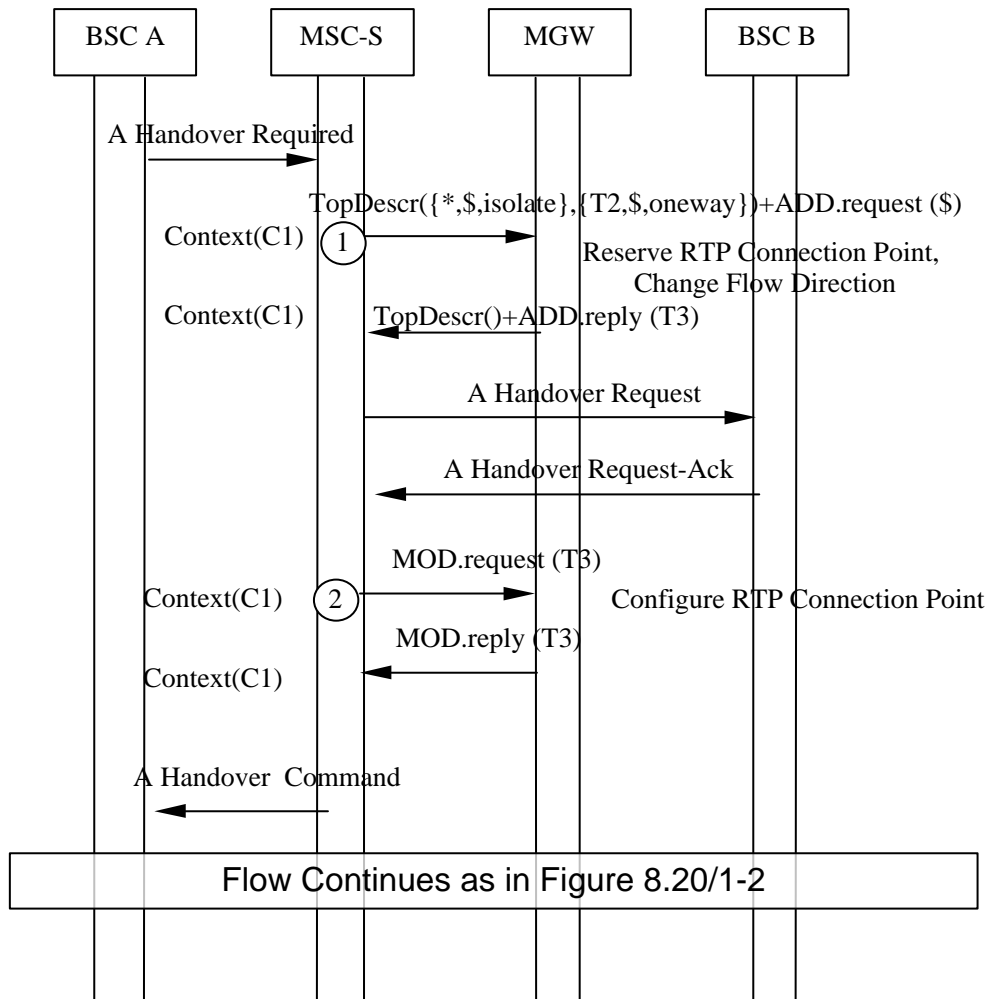 BSC A
MSC-S
MGW
BSC B
A Handover Required
TopDescr({*,$,isolate},{T2,$,oneway})+ADD.request ($)
Context(C1)
1
Reserve RTP Connection Point,
Change Flow Direction
Context(C1)
TopDescr()+ADD.reply (T3)
A Handover Request
A Handover Request-Ack
MOD.request (T3)
Context(C1)
2
Configure RTP Connection Point
MOD.reply (T3)
Context(C1)
A Handover Command
Flow Continues as in Figure 8.20/1-2